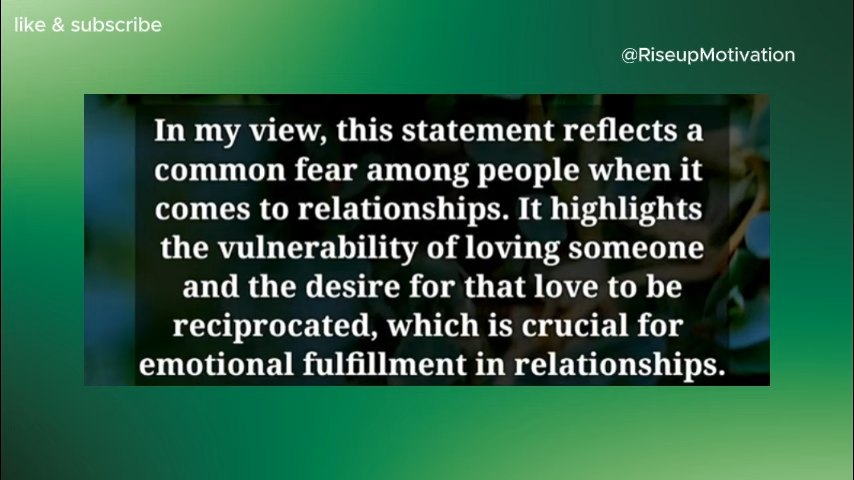 like & subscribe
@RiseupMotivation
In my view, this statement reflects a
common fear among people when it
comes to relationships. It highlights
the vulnerability of loving someone
and the desire for that love to be
reciprocated, which is crucial for
emotional fulfillment in relationships.